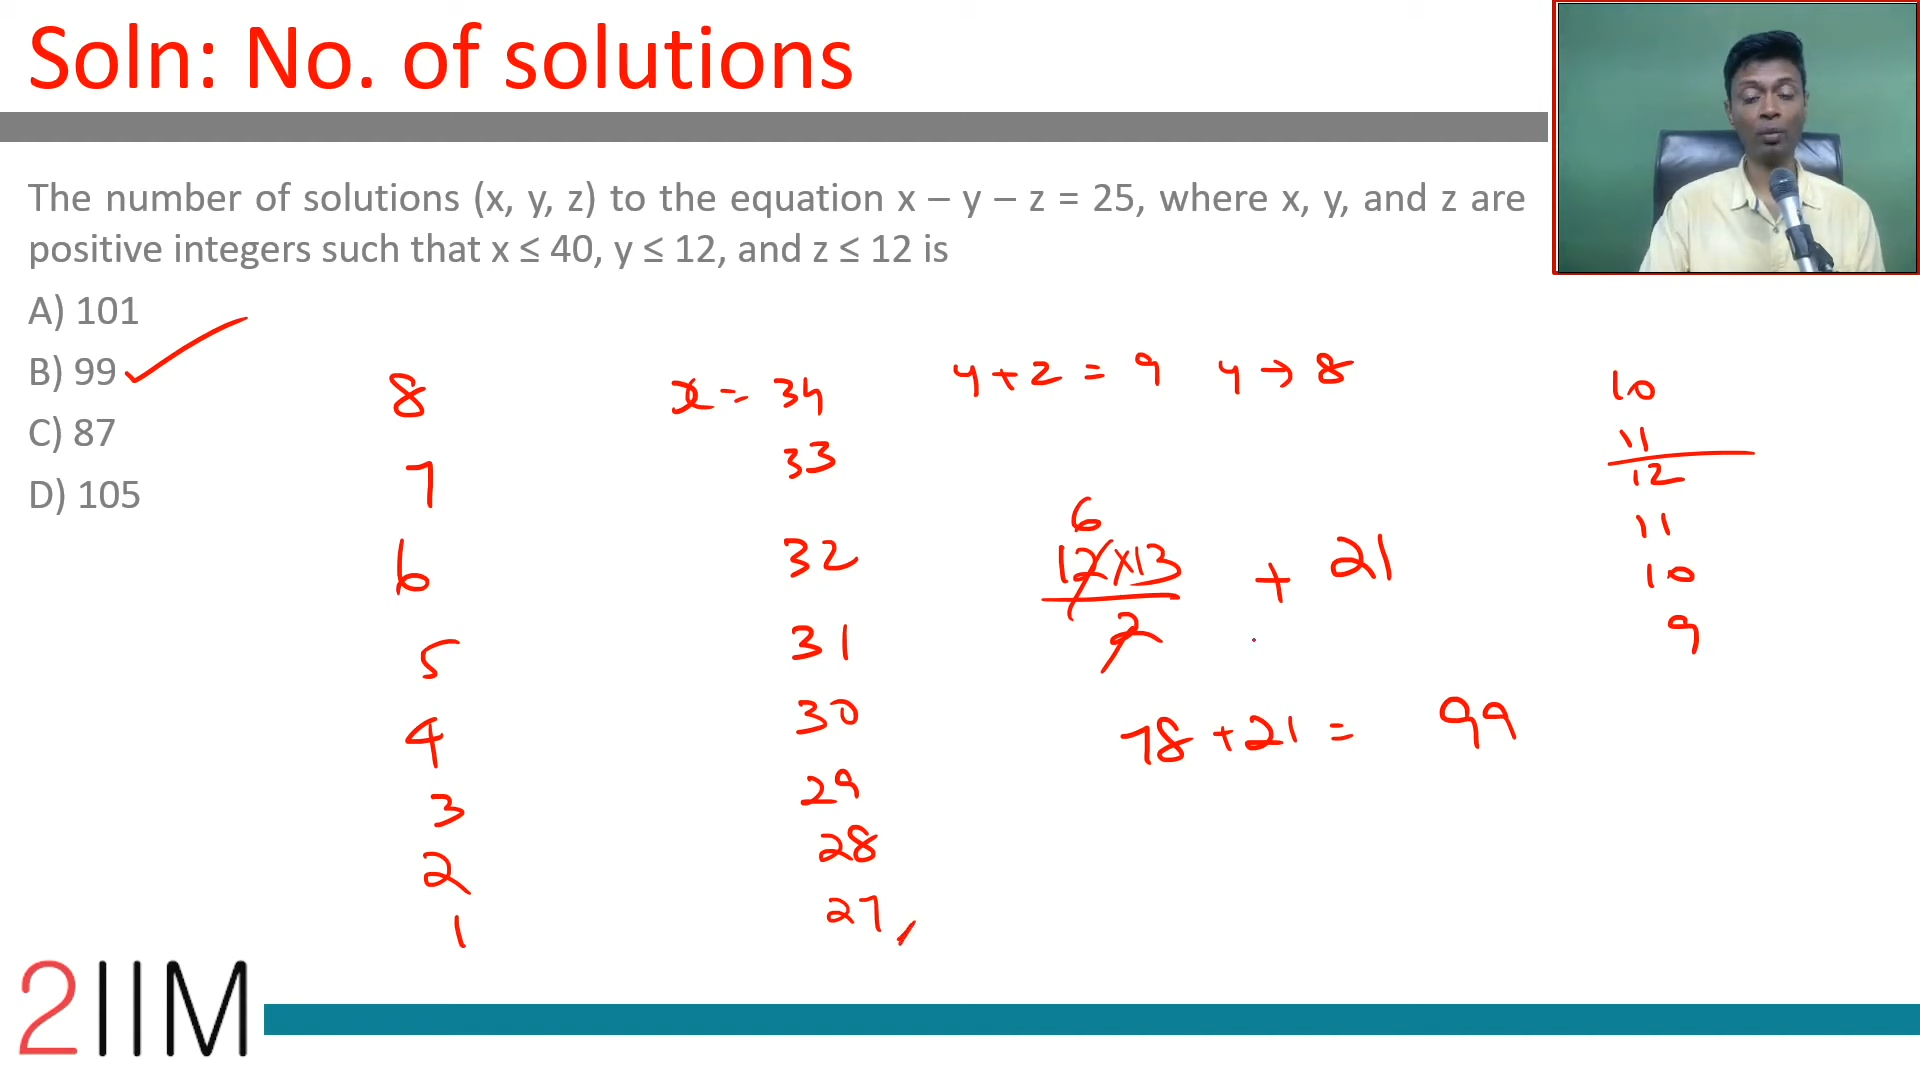 Soln: No. of solutions
The number of solutions (x, y, z) to the equation x – y – z = 25, where x, y, and z are
positive integers such that x ≤ 40, y ≤ 12, and z ≤ 12 is
A) 101
B) 99
C) 87
D) 105
8 x = 34 y + z = 9 y → 8
7 33
6 32
5 31
4 30
3 29
2 28
1 27,
6
12 × 13 + 21
2
78 + 21 = 99
10
11
12
11
10
9
2IIM